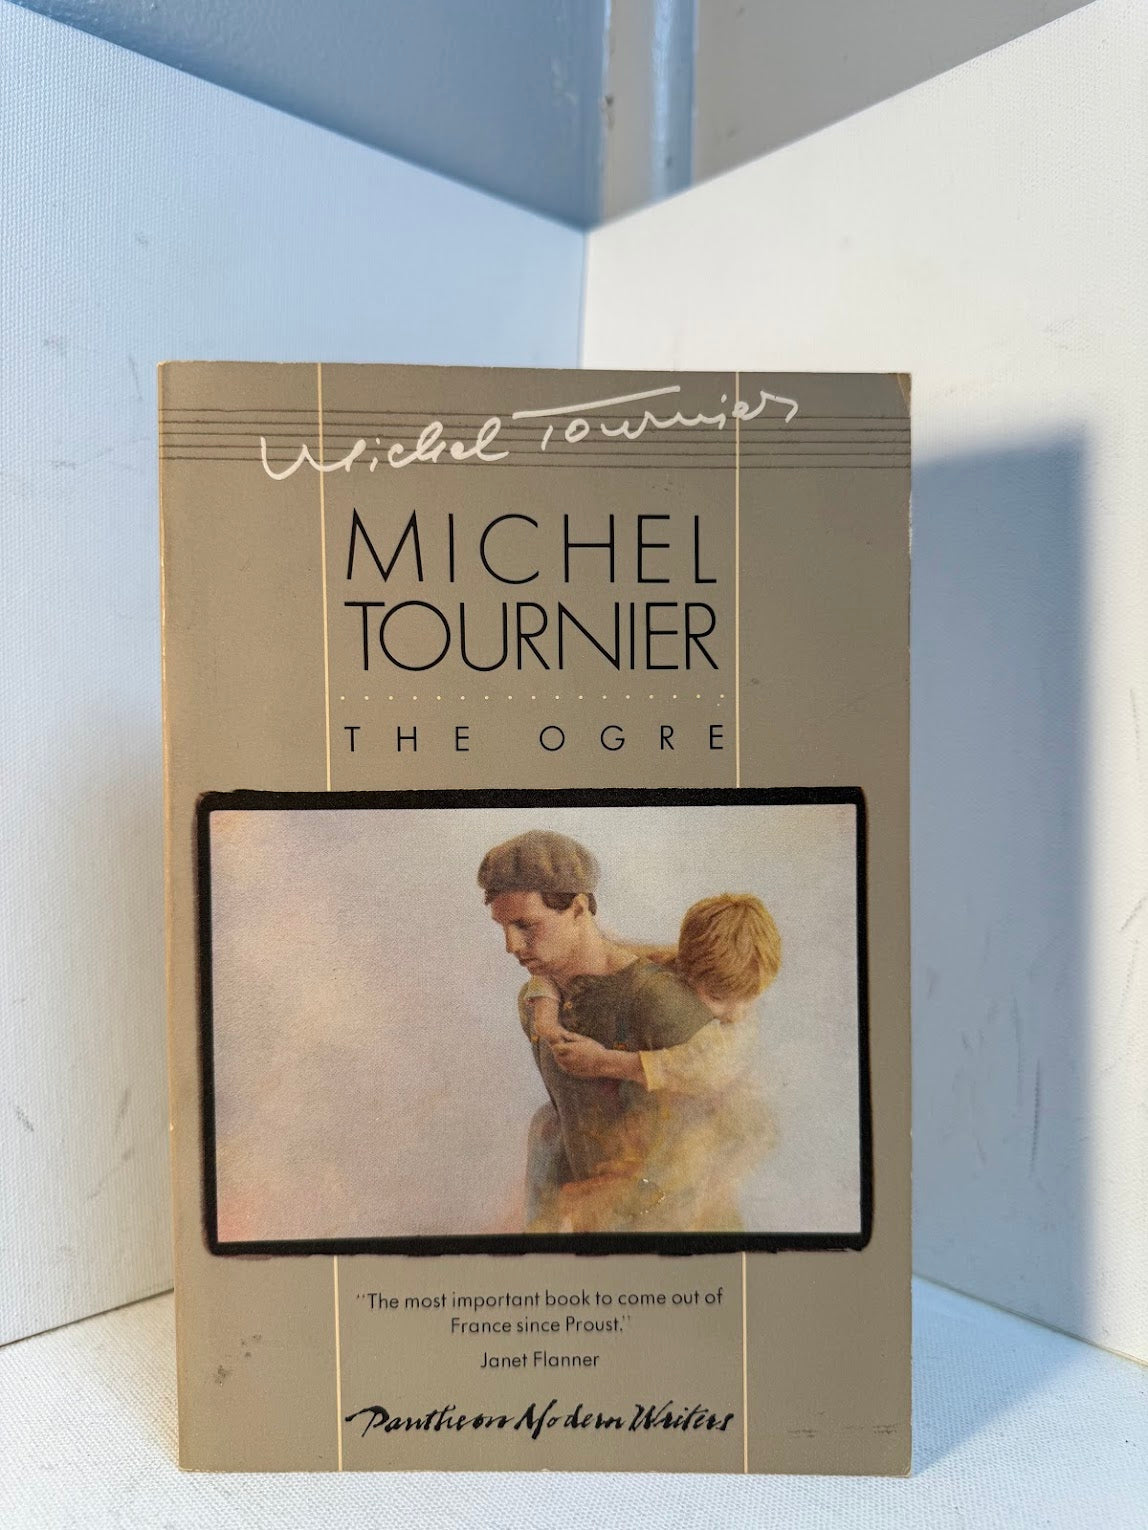 Michel Tournier
MICHEL
TOURNIER
THE OGRE
"The most important book to come out of
France since Proust."
Janet Flanner
Pantheon Modern Writers